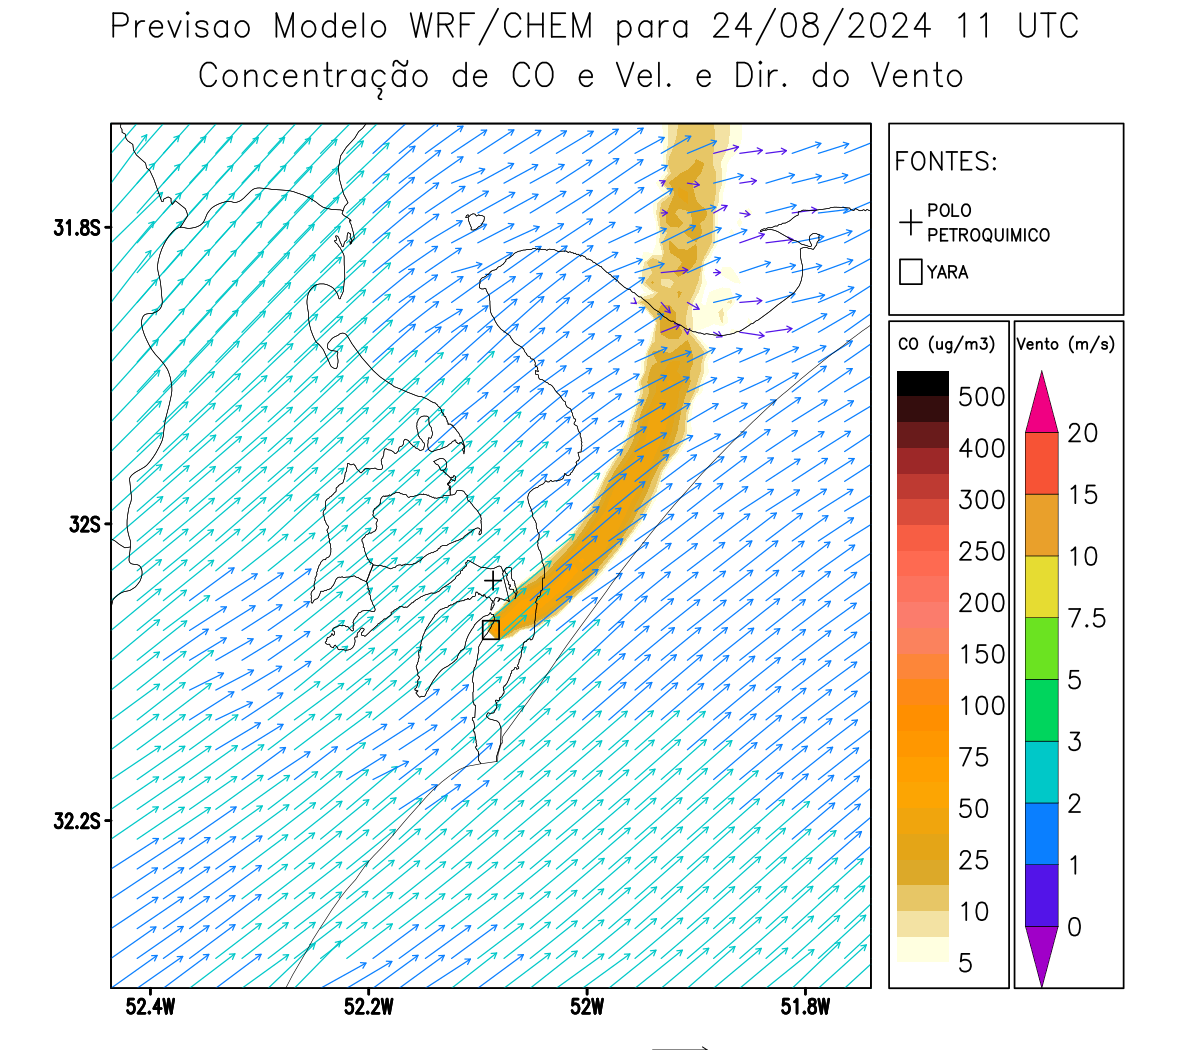 Previsao Modelo WRF/CHEM para 24/08/2024 11 UTC
Concentração de CO e Vel. e Dir. do Vento
FONTES:
POLO
PETROQUIMICO
YARA
31.8S
32S
32.2S
52.4W
52.2W
52W
51.8W
CO (ug/m3)
500
400
300
250
200
150
100
75
50
25
10
5
Vento (m/s)
20
15
10
7.5
5
3
2
1
0